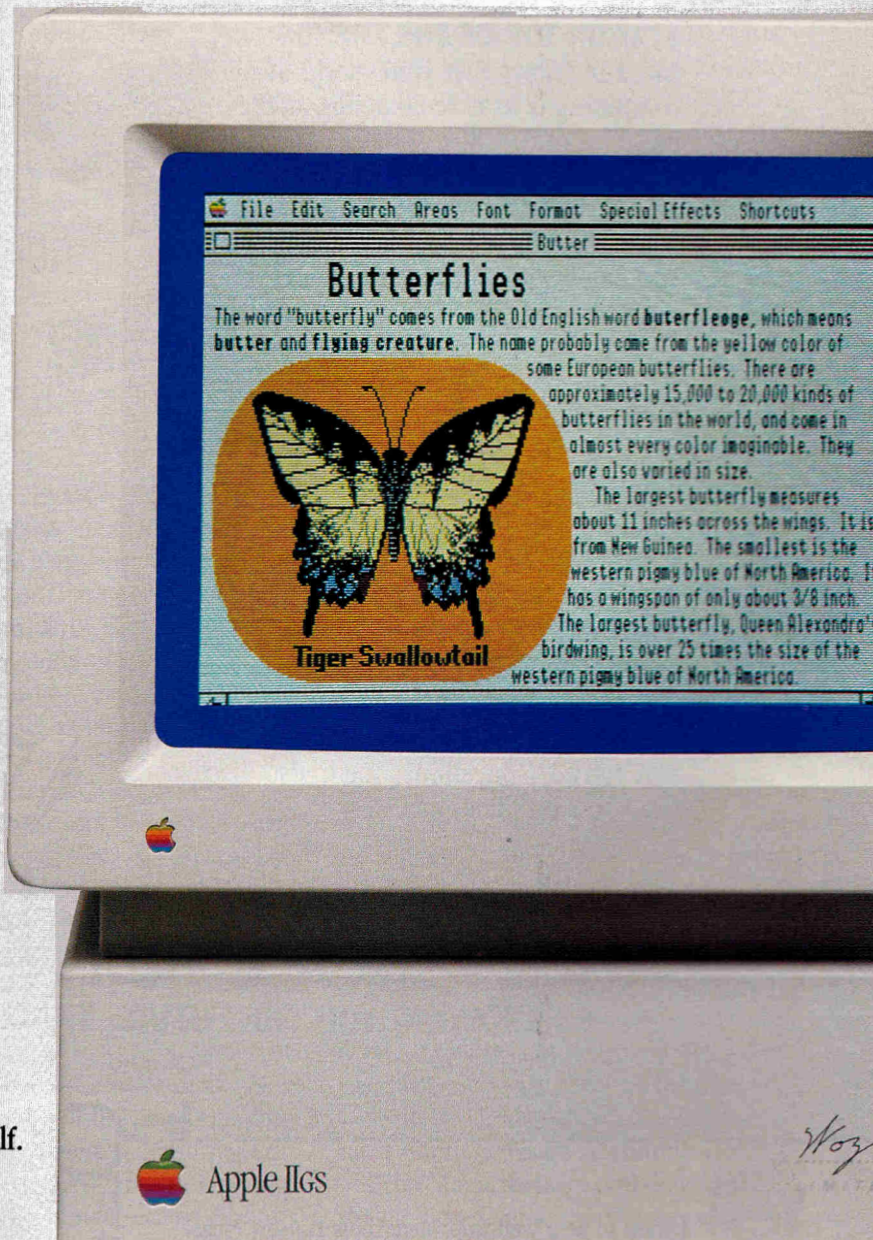 File Edit Search Areas Font Format Special Effects Shortcuts
Butter
Butterflies
The word "butterfly" comes from the Old English word buterfleoge, which means
butter and flying creature. The name probably came from the yellow color of
some European butterflies. There are
approximately 15,000 to 20,000 kinds of
butterflies in the world, and come in
almost every color imaginable. They
are also varied in size.
The largest butterfly measures
about 11 inches across the wings. It is
from New Guinea. The smallest is the
western pigmy blue of North America. I
has a wingspan of only about 3/8 inch.
The largest butterfly, Queen Alexandra'
birdwing, is over 25 times the size of the
western pigmy blue of North America.
Tiger Swallowtail
lf.
Apple IIGS
Woz
LIMITE